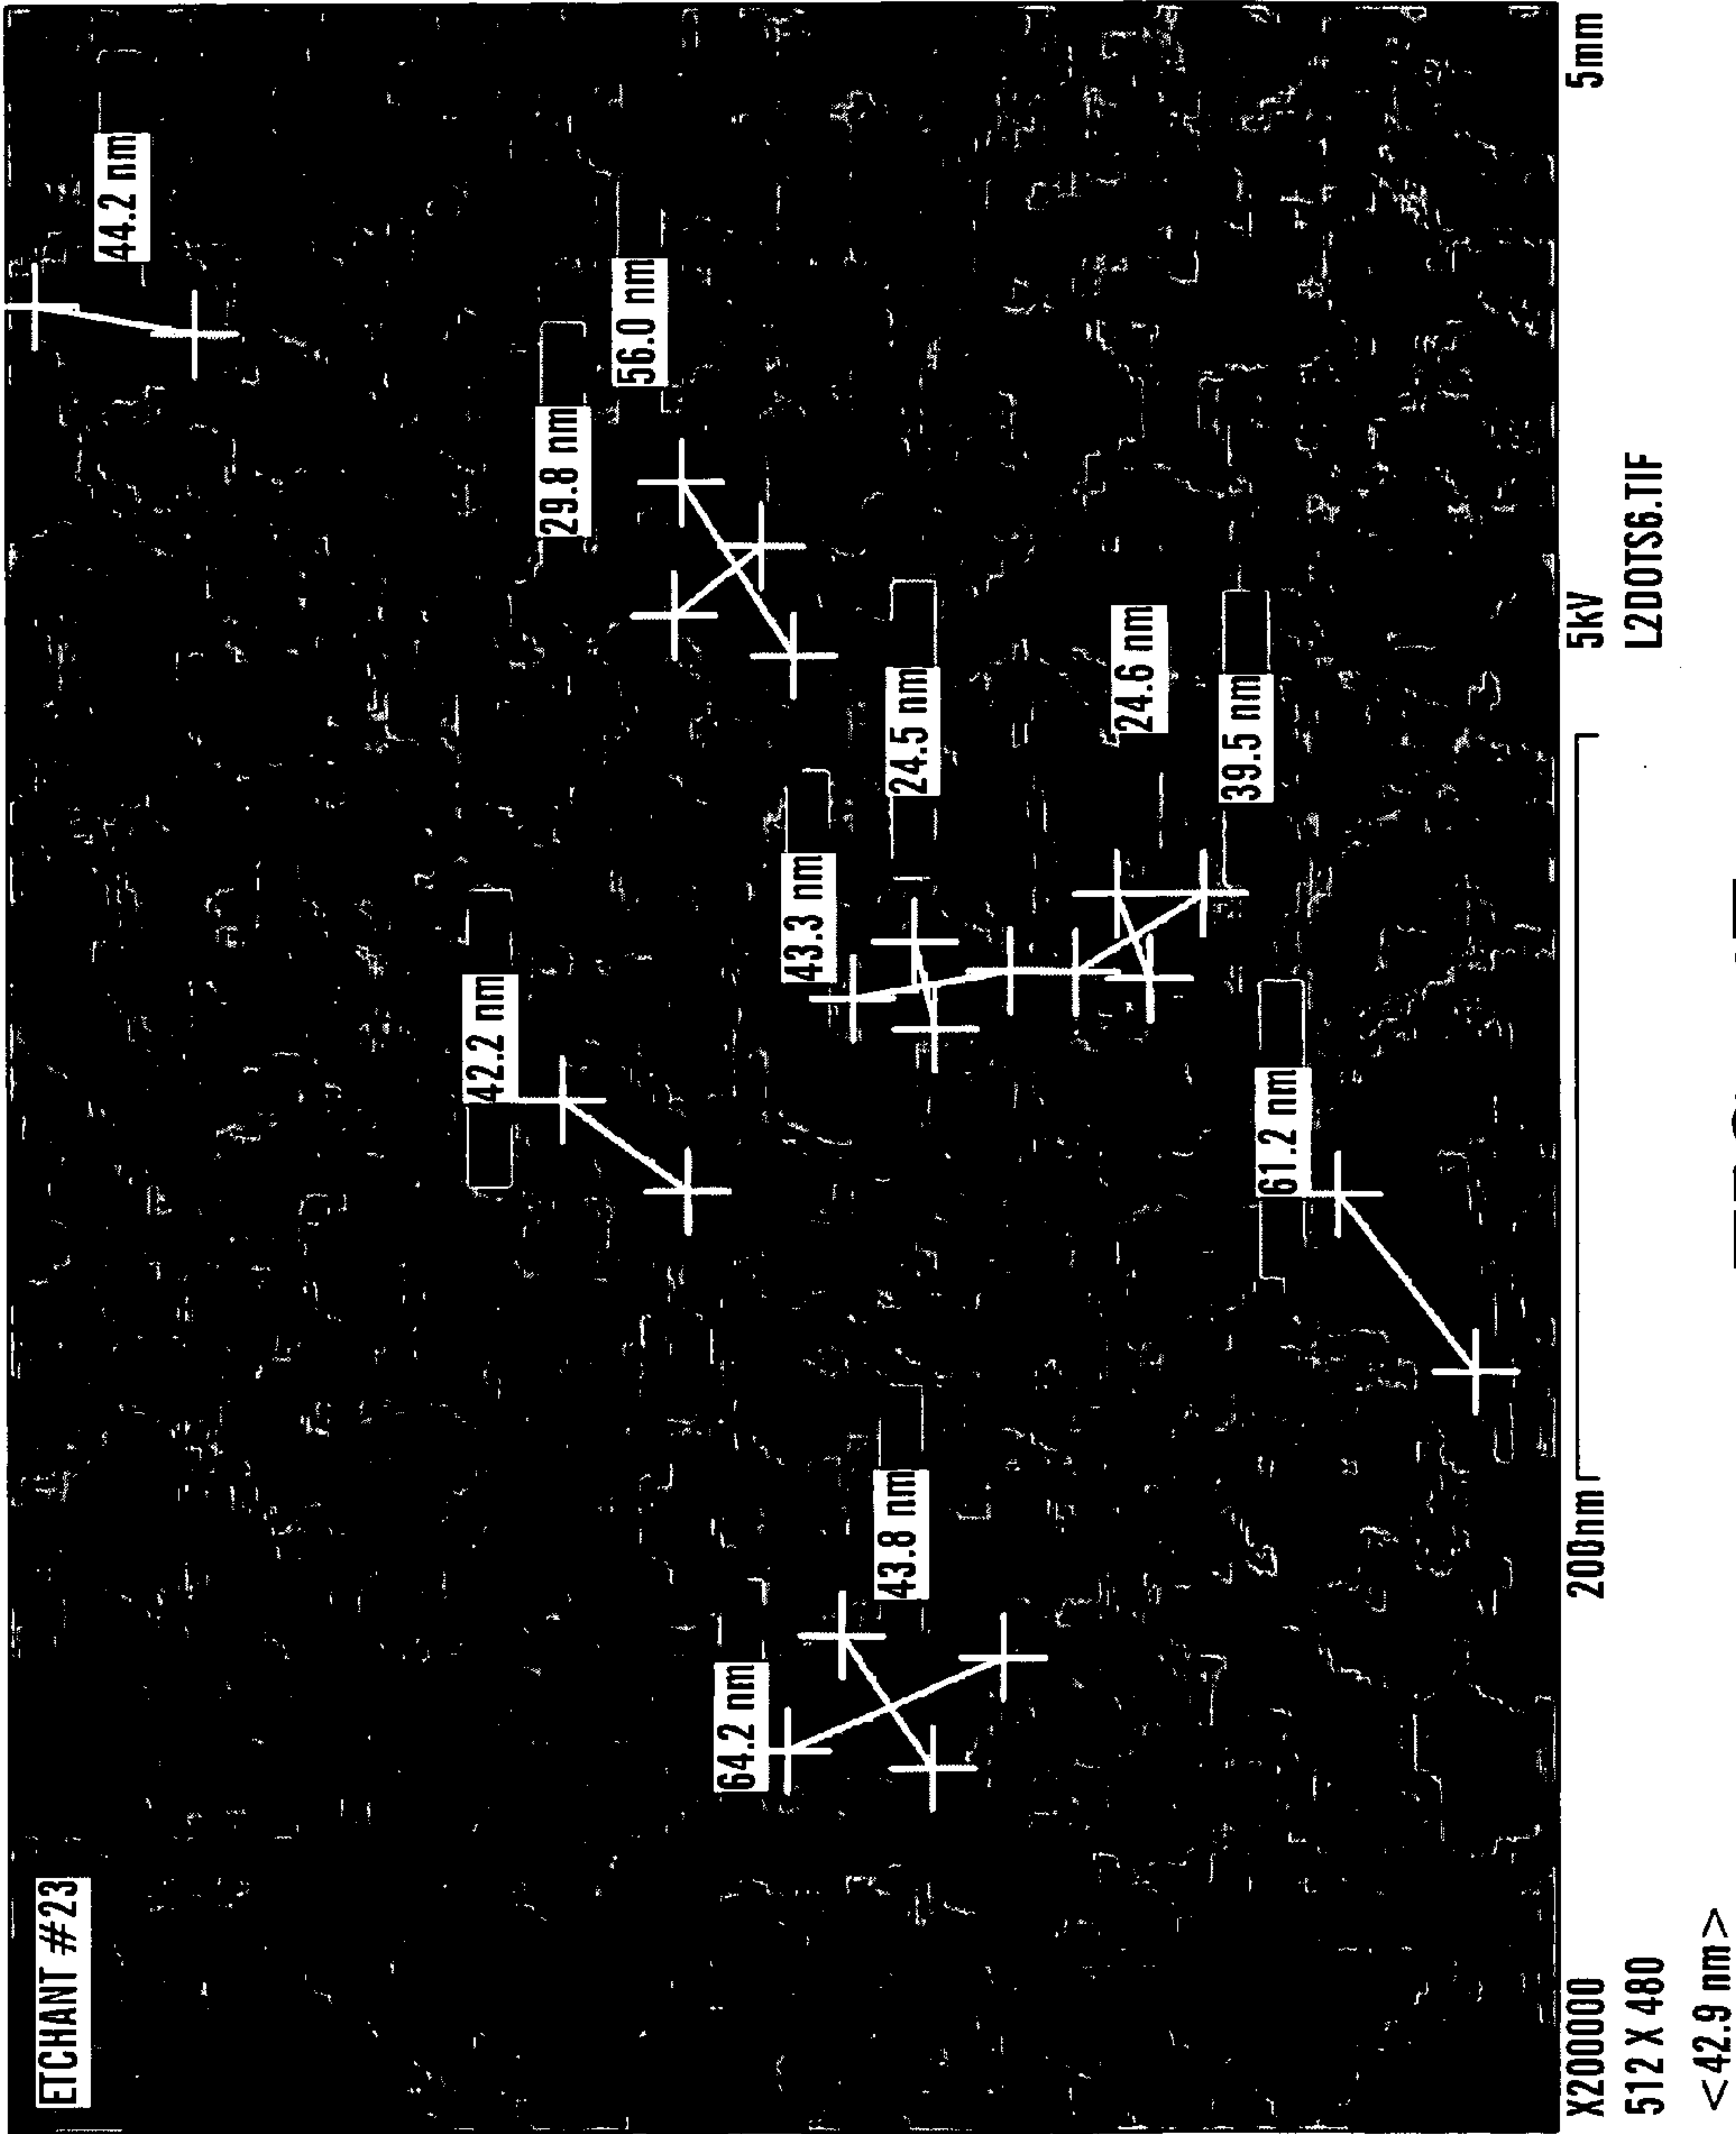 ETCHANT #23
44.2 nm
42.2 nm
29.8 nm
56.0 nm
64.2 nm
43.3 nm
43.8 nm
24.5 nm
24.6 nm
39.5 nm
61.2 nm
X200000 200nm 5kV 5mm
512 X 480 L2DOTS6.TIF
<42.9 nm>